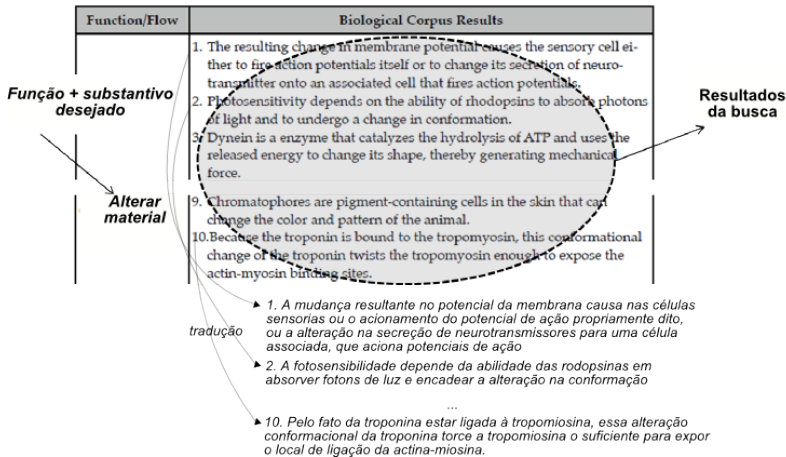 Function/Flow
Biological Corpus Results
1. The resulting change in membrane potential causes the sensory cell ei-
ther to fire action potentials itself or to change its secretion of neuro-
transmitter onto an associated cell that fires action potentials.
2. Photosensitivity depends on the ability of rhodopsins to absorb photons
of light and to undergo a change in conformation.
3. Dynein is a enzyme that catalyzes the hydrolysis of ATP and uses the
released energy to change its shape, thereby generating mechanical
force.
9. Chromatophores are pigment-containing cells in the skin that can
change the color and pattern of the animal.
10.Because the troponin is bound to the tropomyosin, this conformational
change of the troponin twists the tropomyosin enough to expose the
actin-myosin binding sites.
Função + substantivo
desejado
Alterar
material
Resultados
da busca
tradução
1. A mudança resultante no potencial da membrana causa nas células
sensorias ou o acionamento do potencial de ação propriamente dito,
ou a alteração na secreção de neurotransmissores para uma célula
associada, que aciona potenciais de ação
2. A fotosensibilidade depende da abilidade das rodopsinas em
absorver fotons de luz e encadear a alteração na conformação
...
10. Pelo fato da troponina estar ligada à tropomiosina, essa alteração
conformacional da troponina torce a tropomiosina o suficiente para expor
o local de ligação da actina-miosina.